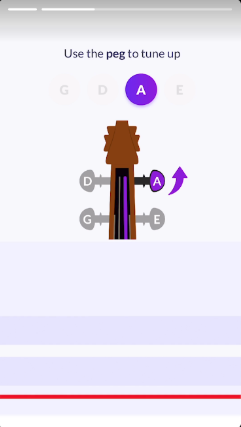 Use the peg to tune up
G D A E
D A
G E